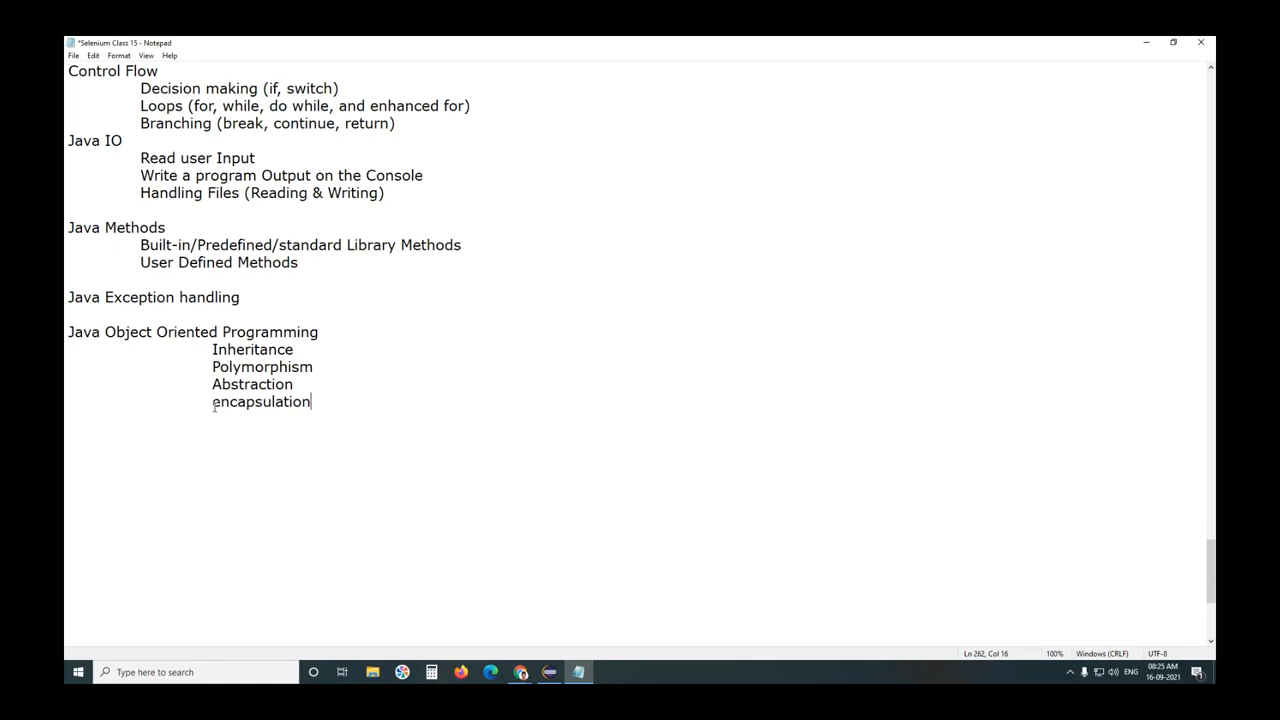 *Selenium Class 15 - Notepad
File Edit Format View Help
Control Flow
Decision making (if, switch)
Loops (for, while, do while, and enhanced for)
Branching (break, continue, return)
Java IO
Read user Input
Write a program Output on the Console
Handling Files (Reading & Writing)
Java Methods
Built-in/Predefined/standard Library Methods
User Defined Methods
Java Exception handling
Java Object Oriented Programming
Inheritance
Polymorphism
Abstraction
encapsulation
Ln 262, Col 16 100% Windows (CRLF) UTF-8
Type here to search ENG 08:25 AM
16-09-2021